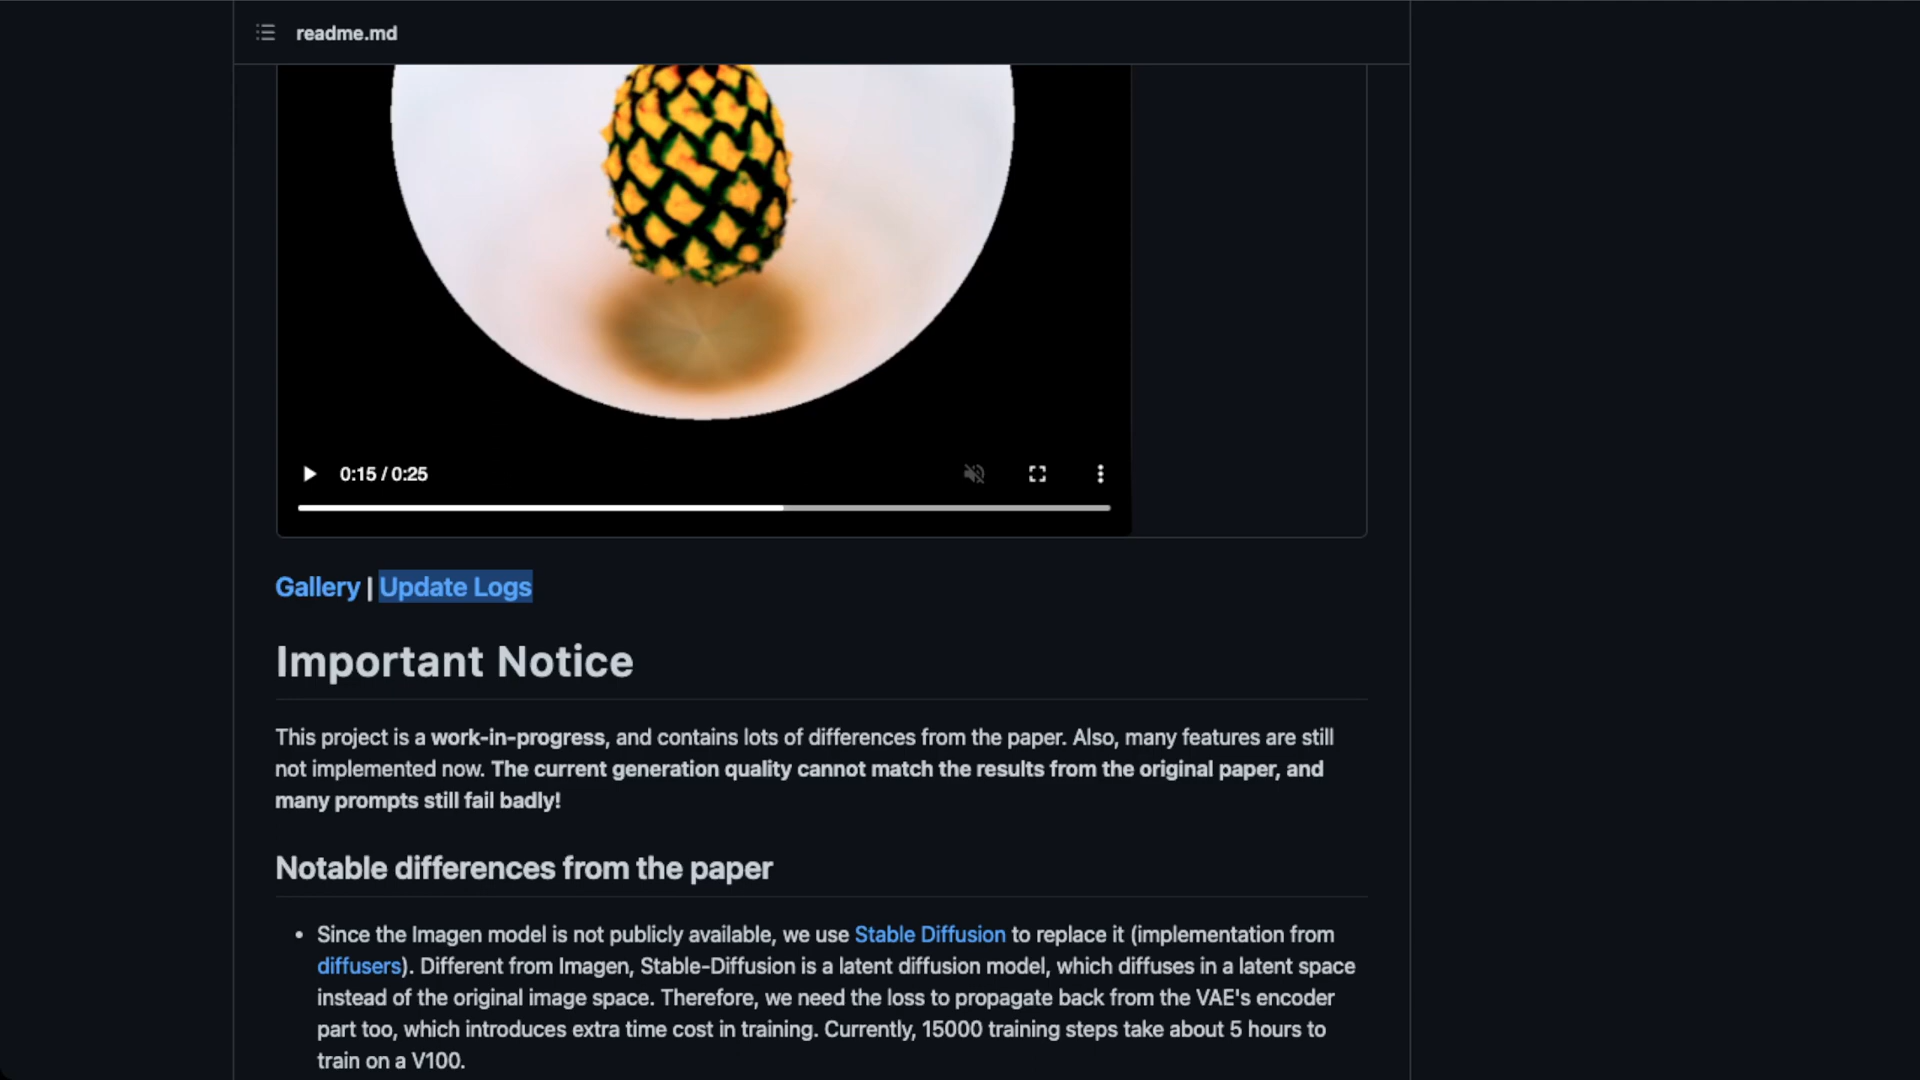 readme.md
0:15 / 0:25
Gallery | Update Logs
Important Notice
This project is a work-in-progress, and contains lots of differences from the paper. Also, many features are still
not implemented now. The current generation quality cannot match the results from the original paper, and
many prompts still fail badly!
Notable differences from the paper
• Since the Imagen model is not publicly available, we use Stable Diffusion to replace it (implementation from
diffusers). Different from Imagen, Stable-Diffusion is a latent diffusion model, which diffuses in a latent space
instead of the original image space. Therefore, we need the loss to propagate back from the VAE's encoder
part too, which introduces extra time cost in training. Currently, 15000 training steps take about 5 hours to
train on a V100.